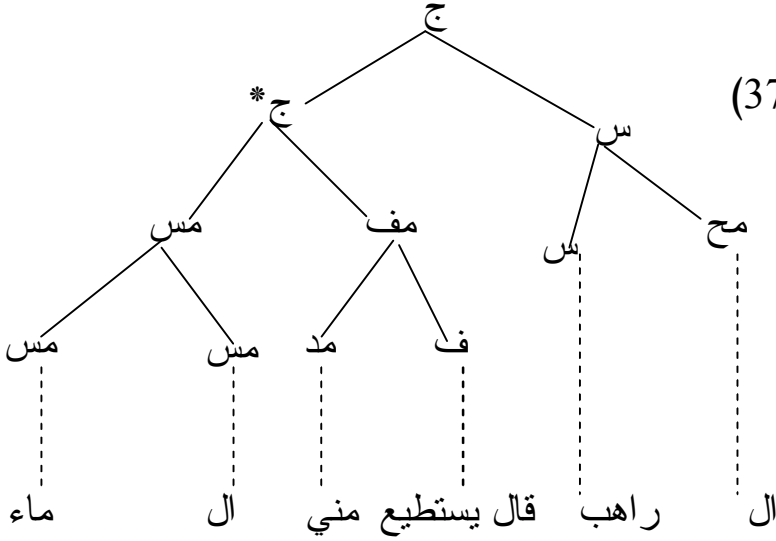 ج
(37
ج*
س
مح
س
مف
مس
ف
مد
مس
مس
ال راهب قال يستطيع مني ال ماء